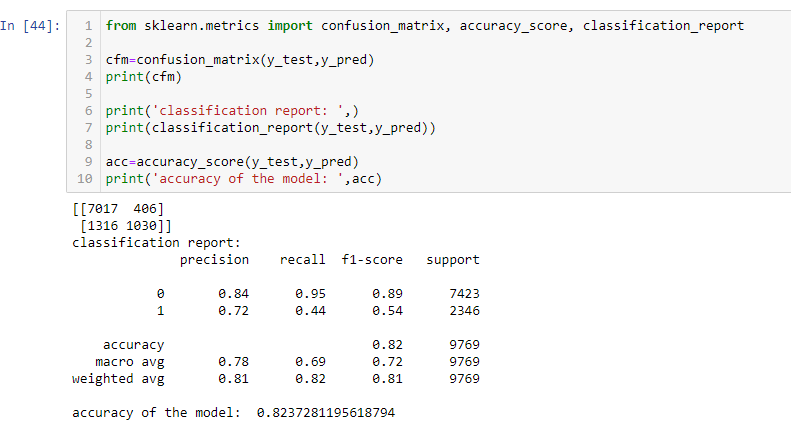 In [44]:
1 from sklearn.metrics import confusion_matrix, accuracy_score, classification_report
2
3 cfm=confusion_matrix(y_test,y_pred)
4 print(cfm)
5
6 print('classification report: ',)
7 print(classification_report(y_test,y_pred))
8
9 acc=accuracy_score(y_test,y_pred)
10 print('accuracy of the model: ',acc)
[[7017  406]
 [1316 1030]]
classification report:
              precision    recall  f1-score   support

           0       0.84      0.95      0.89      7423
           1       0.72      0.44      0.54      2346

    accuracy                           0.82      9769
   macro avg       0.78      0.69      0.72      9769
weighted avg       0.81      0.82      0.81      9769

accuracy of the model:  0.8237281195618794